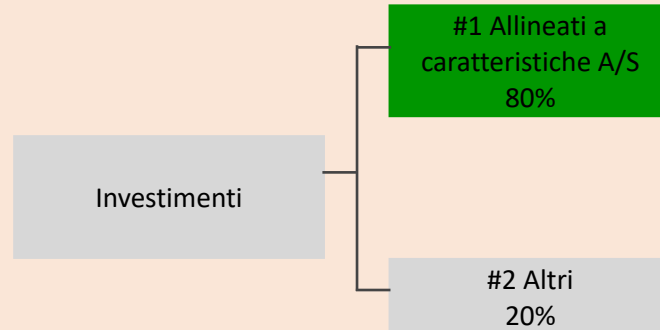 #1 Allineati a
caratteristiche A/S
80%
Investimenti
#2 Altri
20%